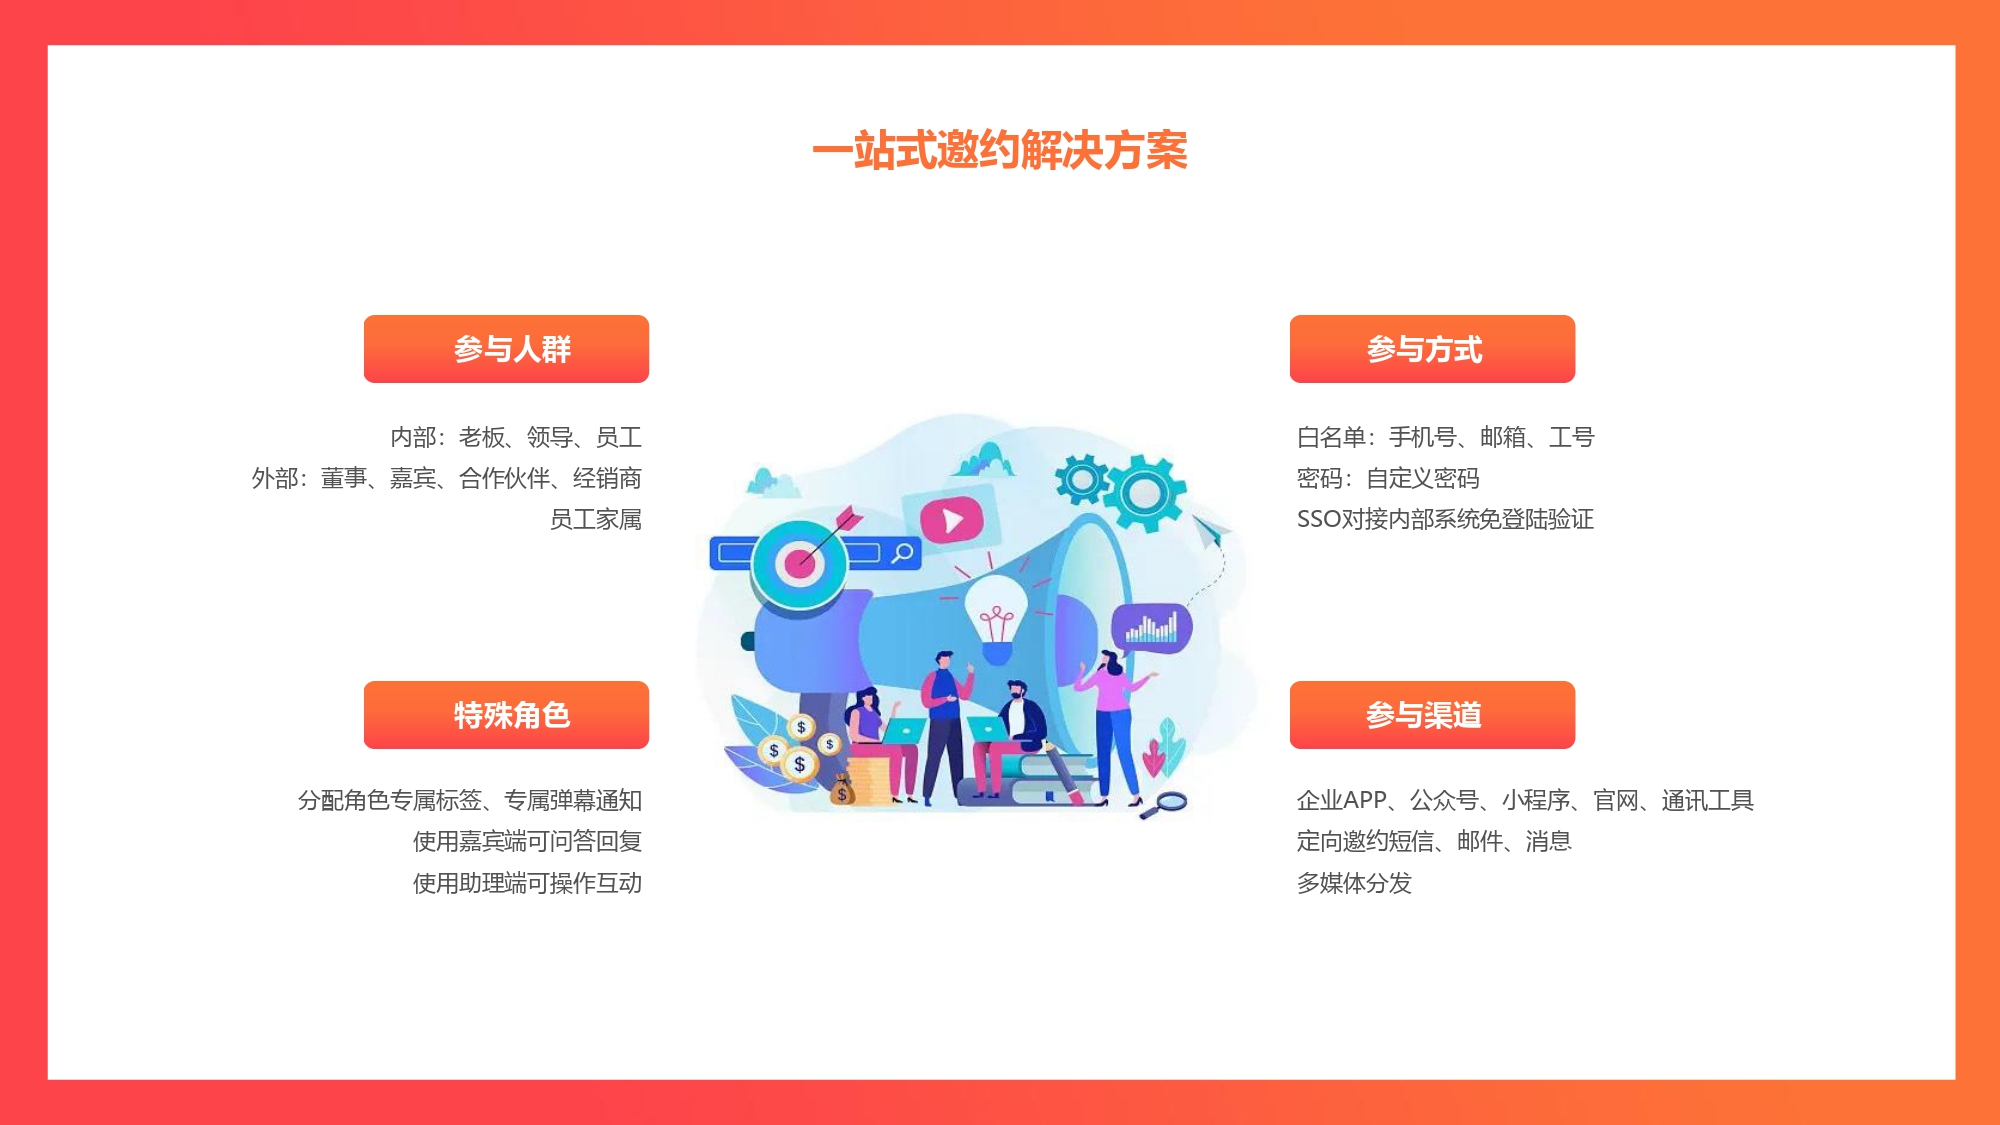 一站式邀约解决方案
参与人群
内部：老板、领导、员工
外部：董事、嘉宾、合作伙伴、经销商
员工家属
参与方式
白名单：手机号、邮箱、工号
密码：自定义密码
SSO对接内部系统免登陆验证
特殊角色
分配角色专属标签、专属弹幕通知
使用嘉宾端可问答回复
使用助理端可操作互动
参与渠道
企业APP、公众号、小程序、官网、通讯工具
定向邀约短信、邮件、消息
多媒体分发